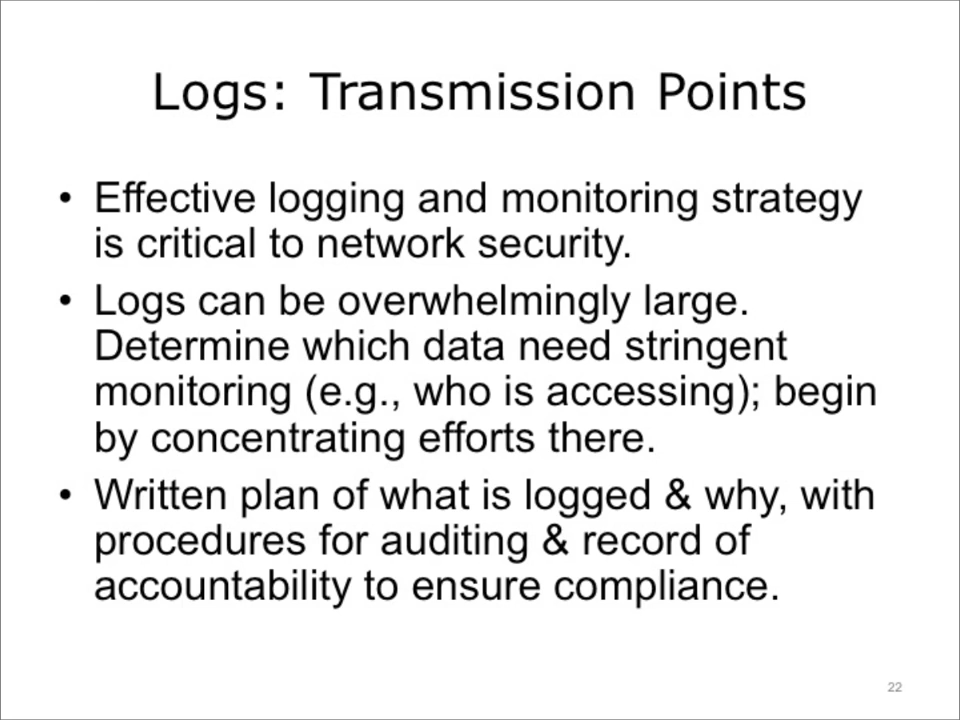 Logs: Transmission Points
• Effective logging and monitoring strategy
is critical to network security.
• Logs can be overwhelmingly large.
Determine which data need stringent
monitoring (e.g., who is accessing); begin
by concentrating efforts there.
• Written plan of what is logged & why, with
procedures for auditing & record of
accountability to ensure compliance.
22